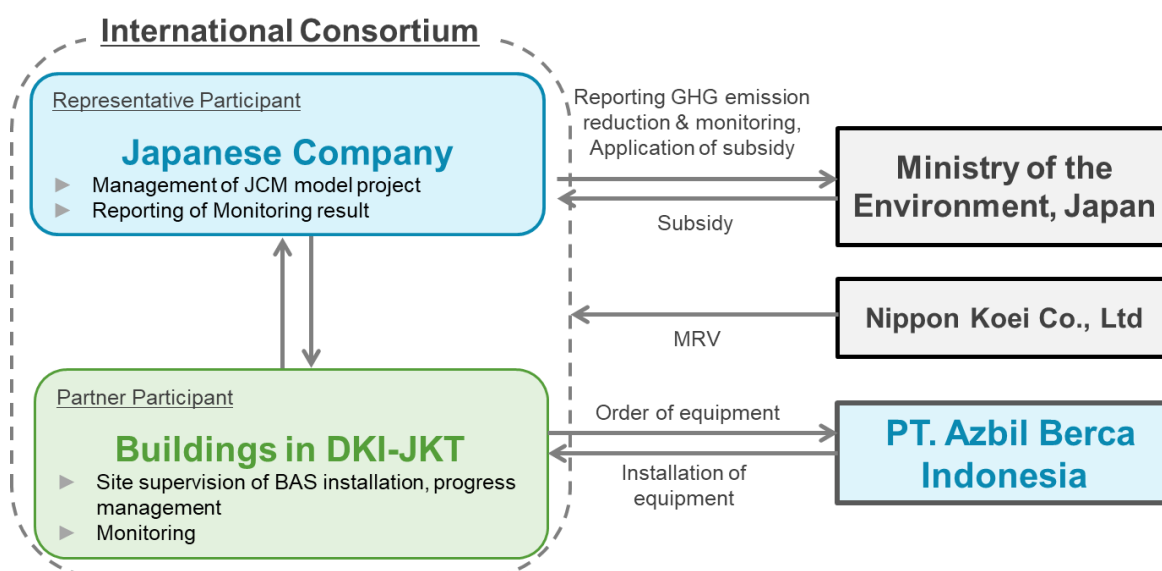 International Consortium
Representative Participant
Japanese Company
► Management of JCM model project
► Reporting of Monitoring result
Reporting GHG emission
reduction & monitoring,
Application of subsidy
Subsidy
Ministry of the
Environment, Japan
MRV
Nippon Koei Co., Ltd
Partner Participant
Buildings in DKI-JKT
► Site supervision of BAS installation, progress
management
► Monitoring
Order of equipment
Installation of
equipment
PT. Azbil Berca
Indonesia